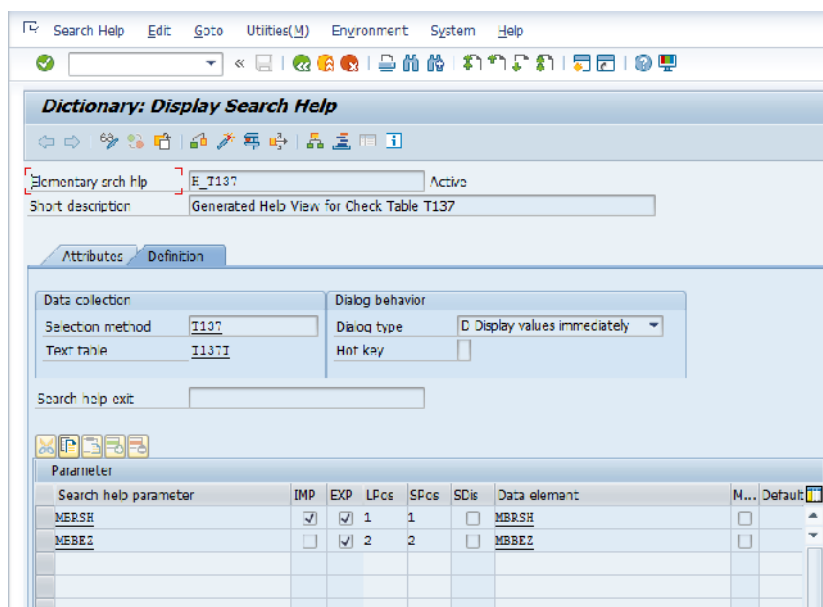 Search Help Edit Goto Utilities(M) Environment System Help
Dictionary: Display Search Help
Elementary srch hlp H_T137 Active
Short description Generated Help View for Check Table T137
Attributes Definition
Data collection Dialog behavior
Selection method T137 Dialog type D Display values immediately
Text table T137T Hot key
Search help exit
Parameter
Search help parameter IMP EXP LPos SPos SDis Data element M... Default
MBRSH 1 1 MBRSH
MBBEZ 2 2 MBBEZ